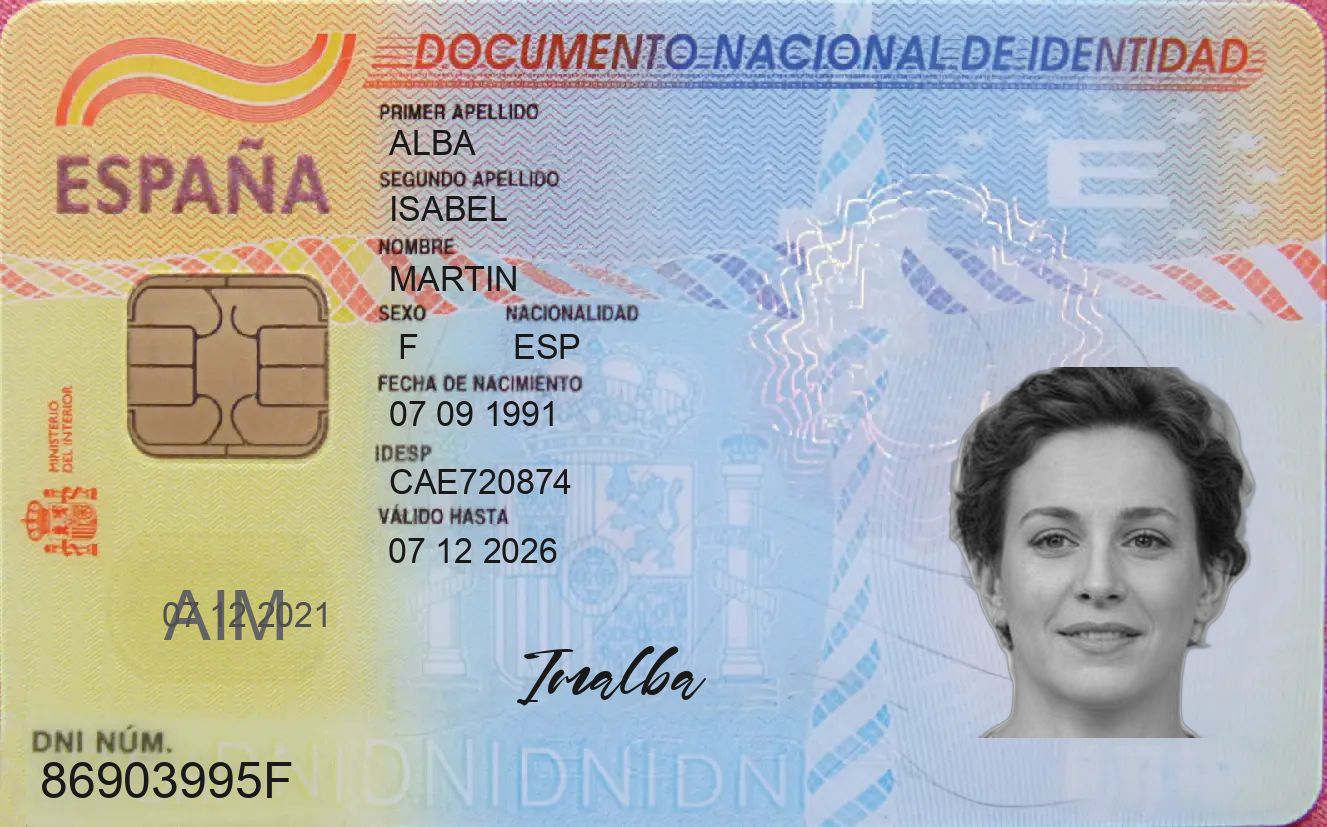 DOCUMENTO NACIONAL DE IDENTIDAD
ESPAÑA
PRIMER APELLIDO
ALBA
SEGUNDO APELLIDO
ISABEL
NOMBRE
MARTIN
SEXO NACIONALIDAD
F ESP
FECHA DE NACIMIENTO
07 09 1991
IDESP
CAE720874
VÁLIDO HASTA
07 12 2026
MINISTERIO
DEL INTERIOR
E
AIM
07 12 2021
Imalba
DNI NÚM.
86903995F
DNIDNIDNIDNI